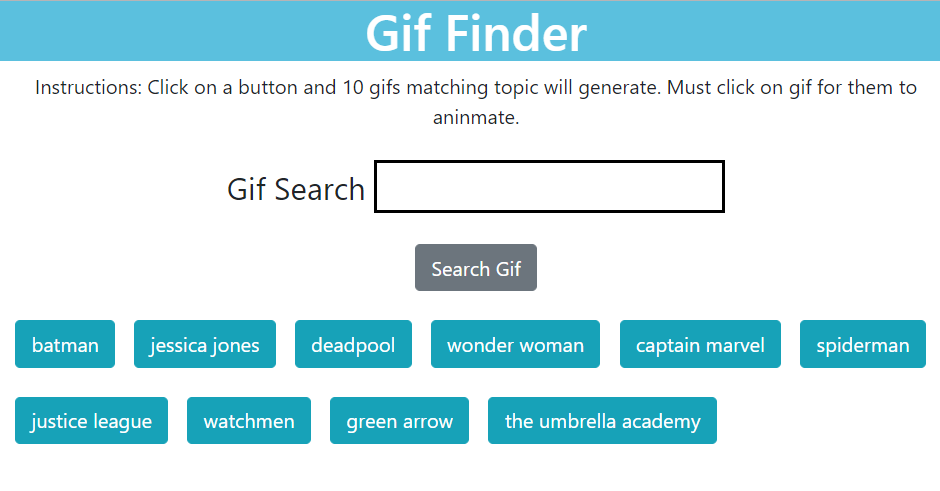 Gif Finder
Instructions: Click on a button and 10 gifs matching topic will generate. Must click on gif for them to
aninmate.
Gif Search
Search Gif
batman jessica jones deadpool wonder woman captain marvel spiderman
justice league watchmen green arrow the umbrella academy